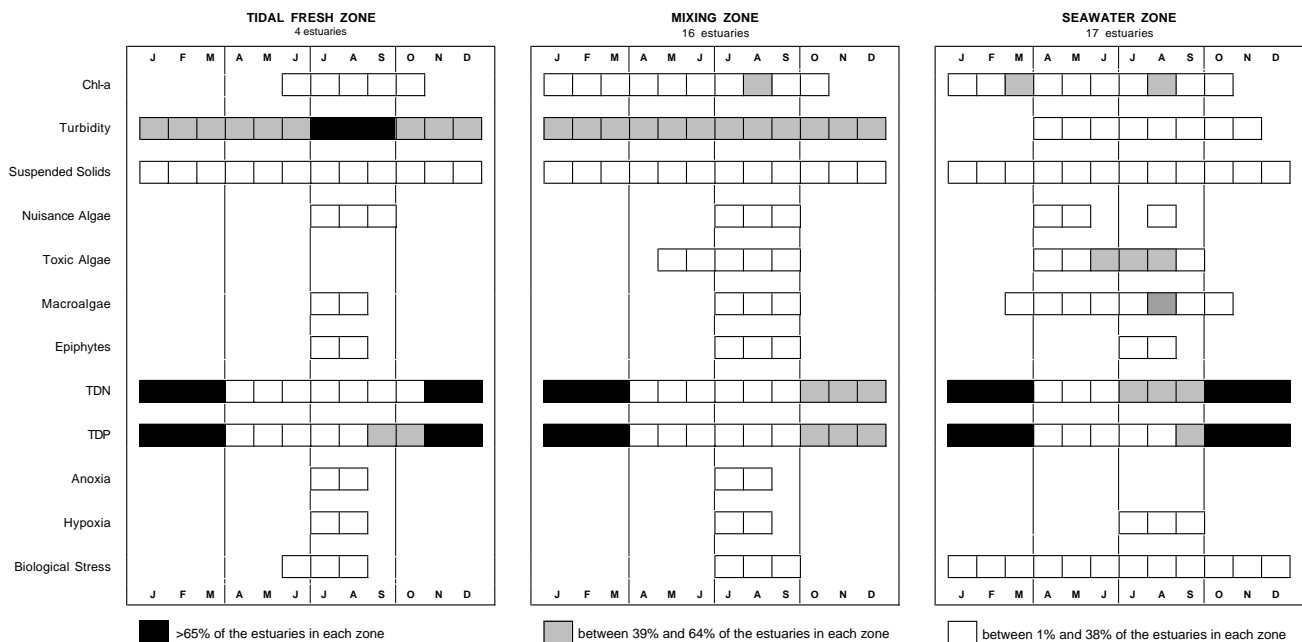 TIDAL FRESH ZONE
4 estuaries
MIXING ZONE
16 estuaries
SEAWATER ZONE
17 estuaries
J F M A M J J A S O N D
J F M A M J J A S O N D
J F M A M J J A S O N D
Chl-a
Turbidity
Suspended Solids
Nuisance Algae
Toxic Algae
Macroalgae
Epiphytes
TDN
TDP
Anoxia
Hypoxia
Biological Stress
J F M A M J J A S O N D
J F M A M J J A S O N D
J F M A M J J A S O N D
>65% of the estuaries in each zone
between 39% and 64% of the estuaries in each zone
between 1% and 38% of the estuaries in each zone